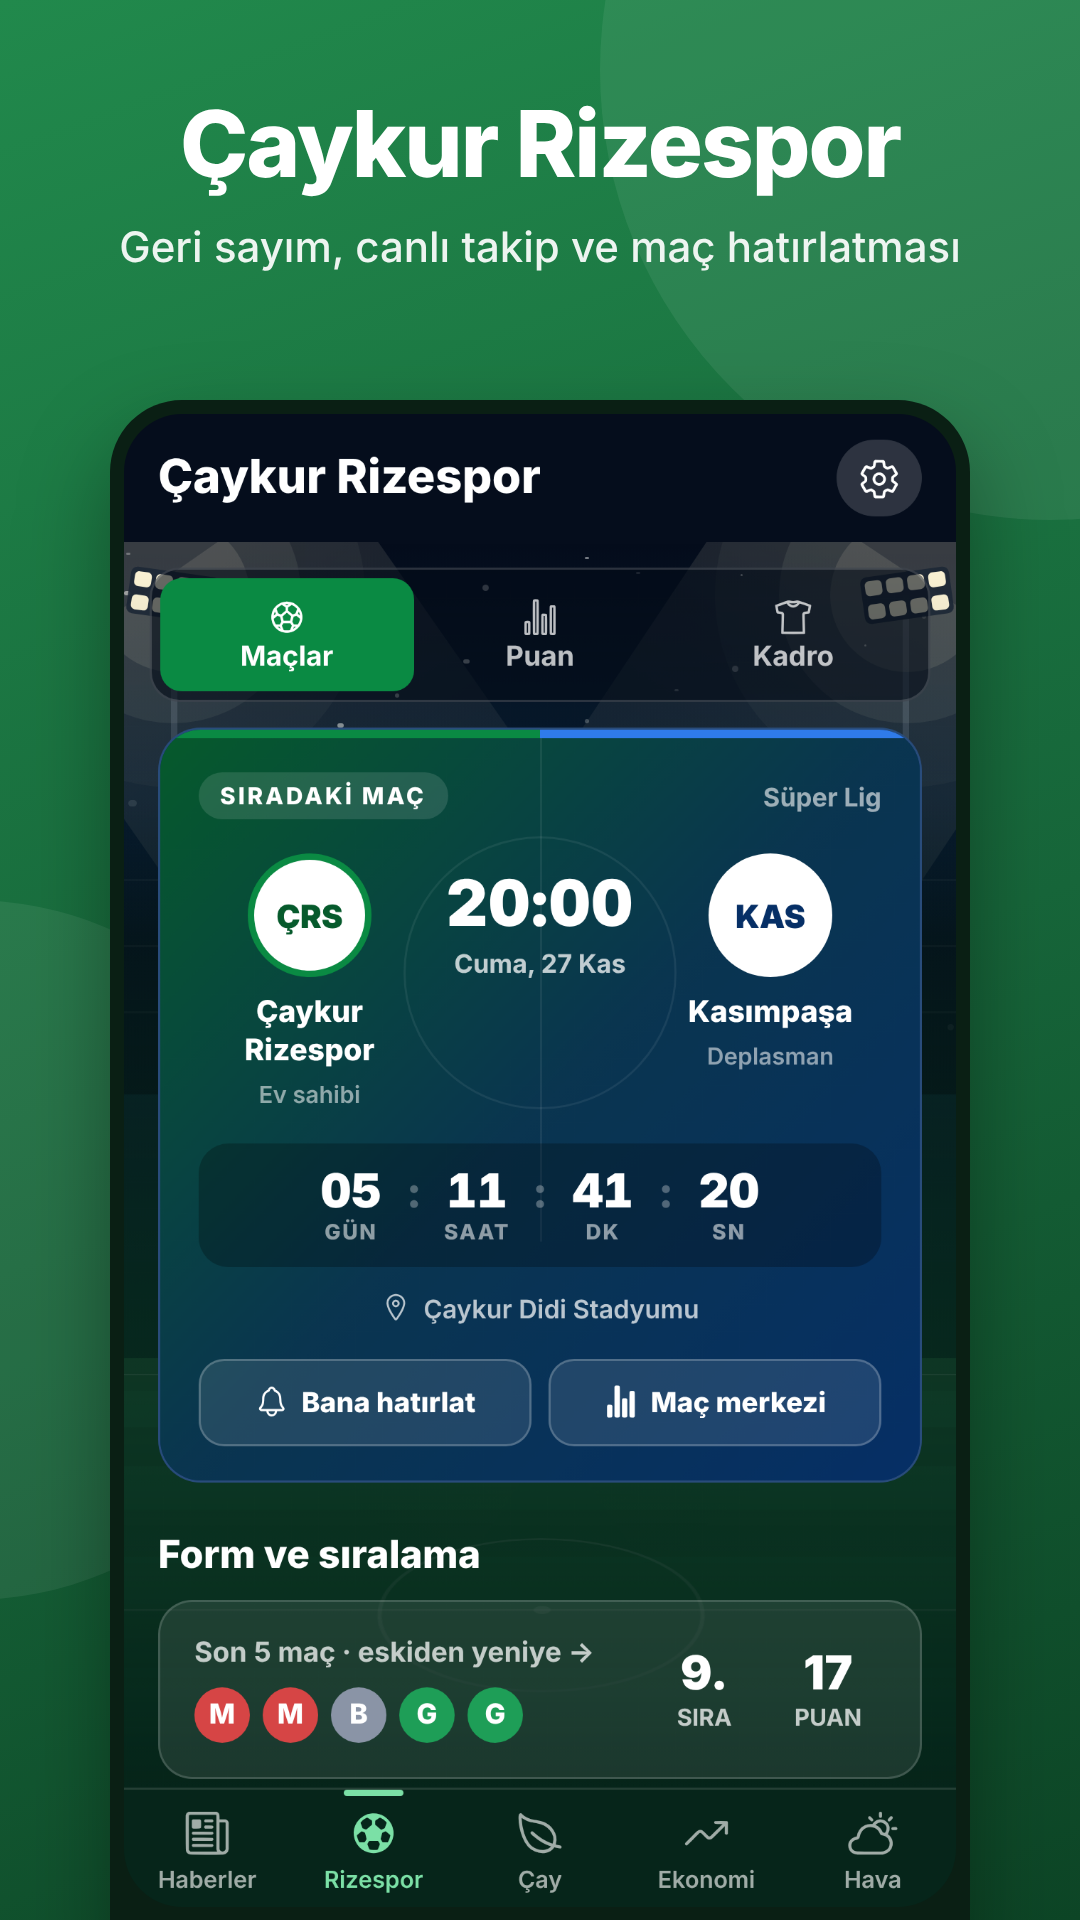 Çaykur Rizespor
Geri sayım, canlı takip ve maç hatırlatması
Çaykur Rizespor
Maçlar
Puan
Kadro
SIRADAKİ MAÇ
Süper Lig
ÇRS
20:00
KAS
Cuma, 27 Kas
Çaykur
Rizespor
Kasımpaşa
Ev sahibi
Deplasman
05 : 11 : 41 : 20
GÜN SAAT DK SN
Çaykur Didi Stadyumu
Bana hatırlat
Maç merkezi
Form ve sıralama
Son 5 maç · eskiden yeniye →
M M B G G
9.
SIRA
17
PUAN
Haberler
Rizespor
Çay
Ekonomi
Hava